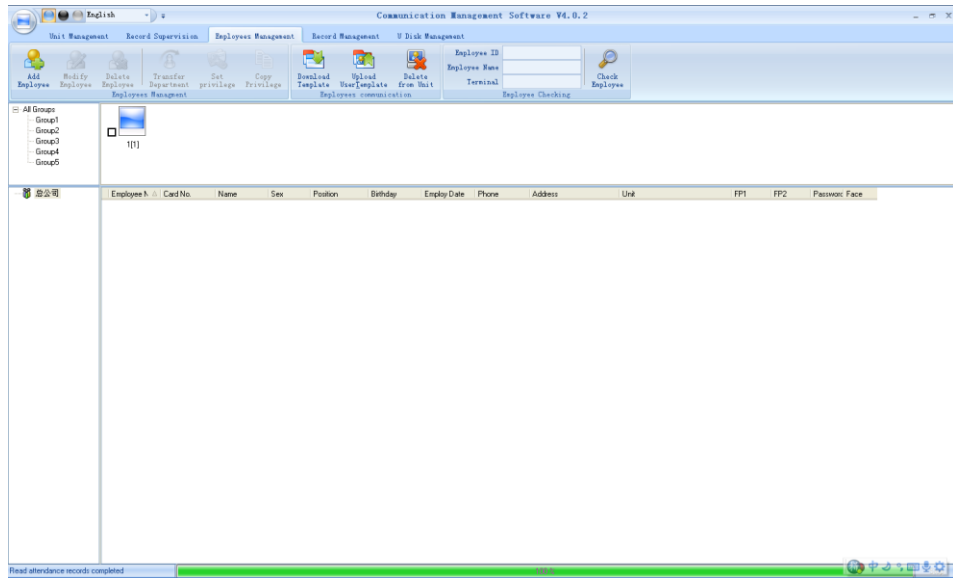 English
Communication Management Software V4.0.2
Unit Management Record Supervision Employees Management Record Management U Disk Management
Add Employee
Modify Employee
Delete Employee
Transfer Department
Set privilege
Copy Privilege
Employees Managment
Download Template
Upload UserTemplate
Delete from Unit
Employees communication
Employee ID
Employee Name
Terminal
Check Employee
Employee Checking
All Groups
Group1
Group2
Group3
Group4
Group5
1[1]
总公司
Employee N Card No. Name Sex Position Birthday Employ Date Phone Address Unit FP1 FP2 Password Face
Read attendance records completed
100 %
中